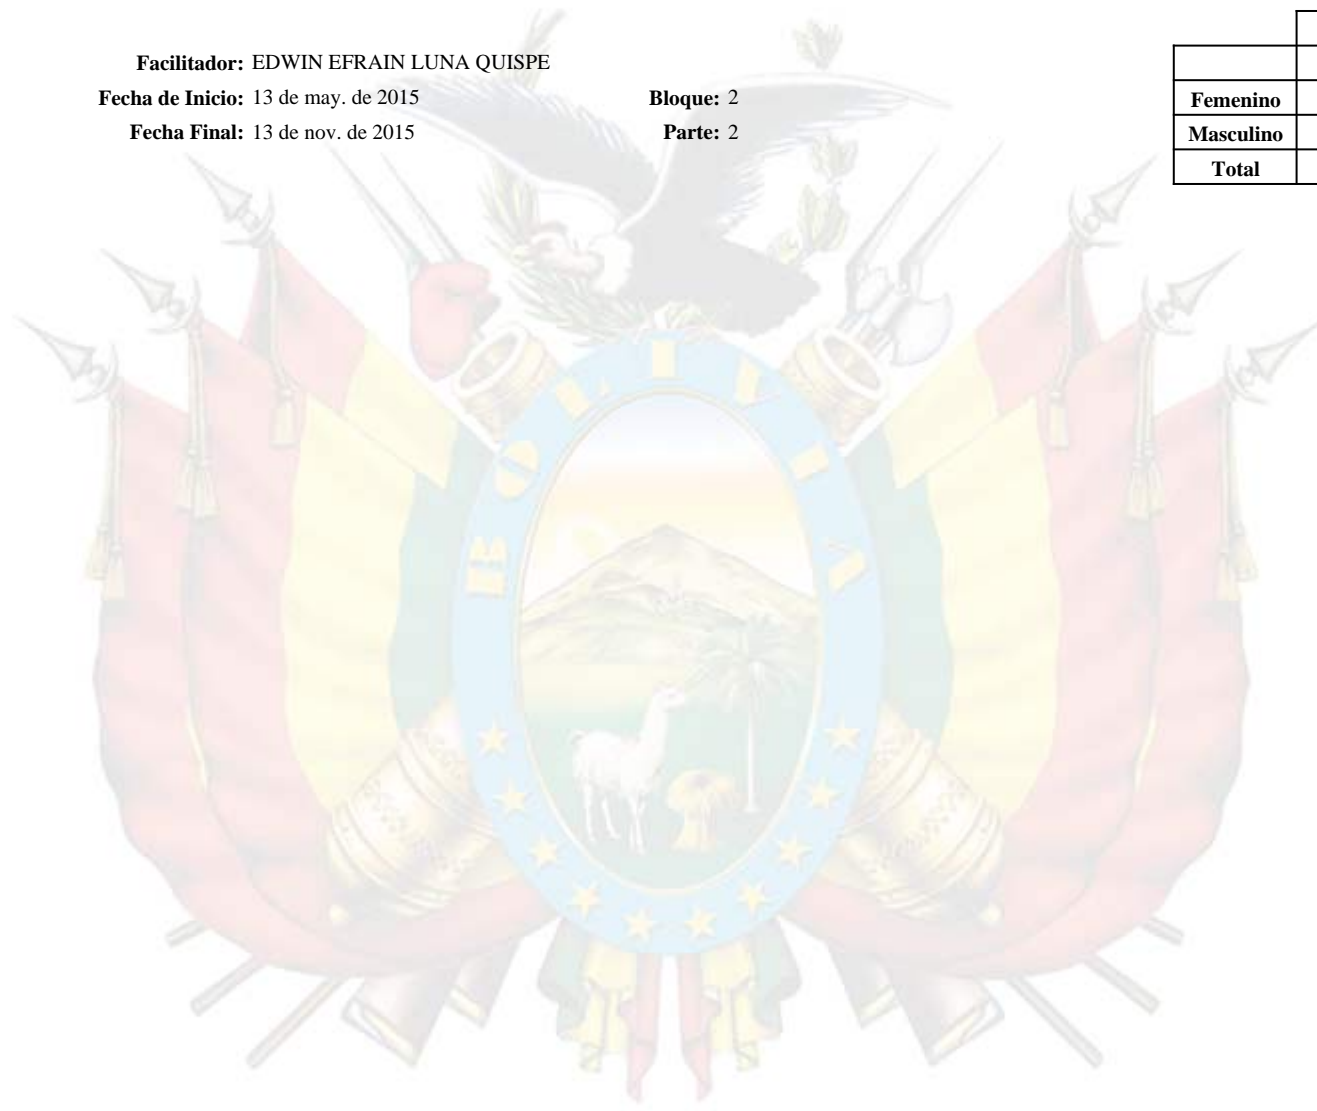 Facilitador: EDWIN EFRAIN LUNA QUISPE
Fecha de Inicio: 13 de may. de 2015 Bloque: 2
Fecha Final: 13 de nov. de 2015 Parte: 2
Femenino
Masculino
Total
BOLIVIA